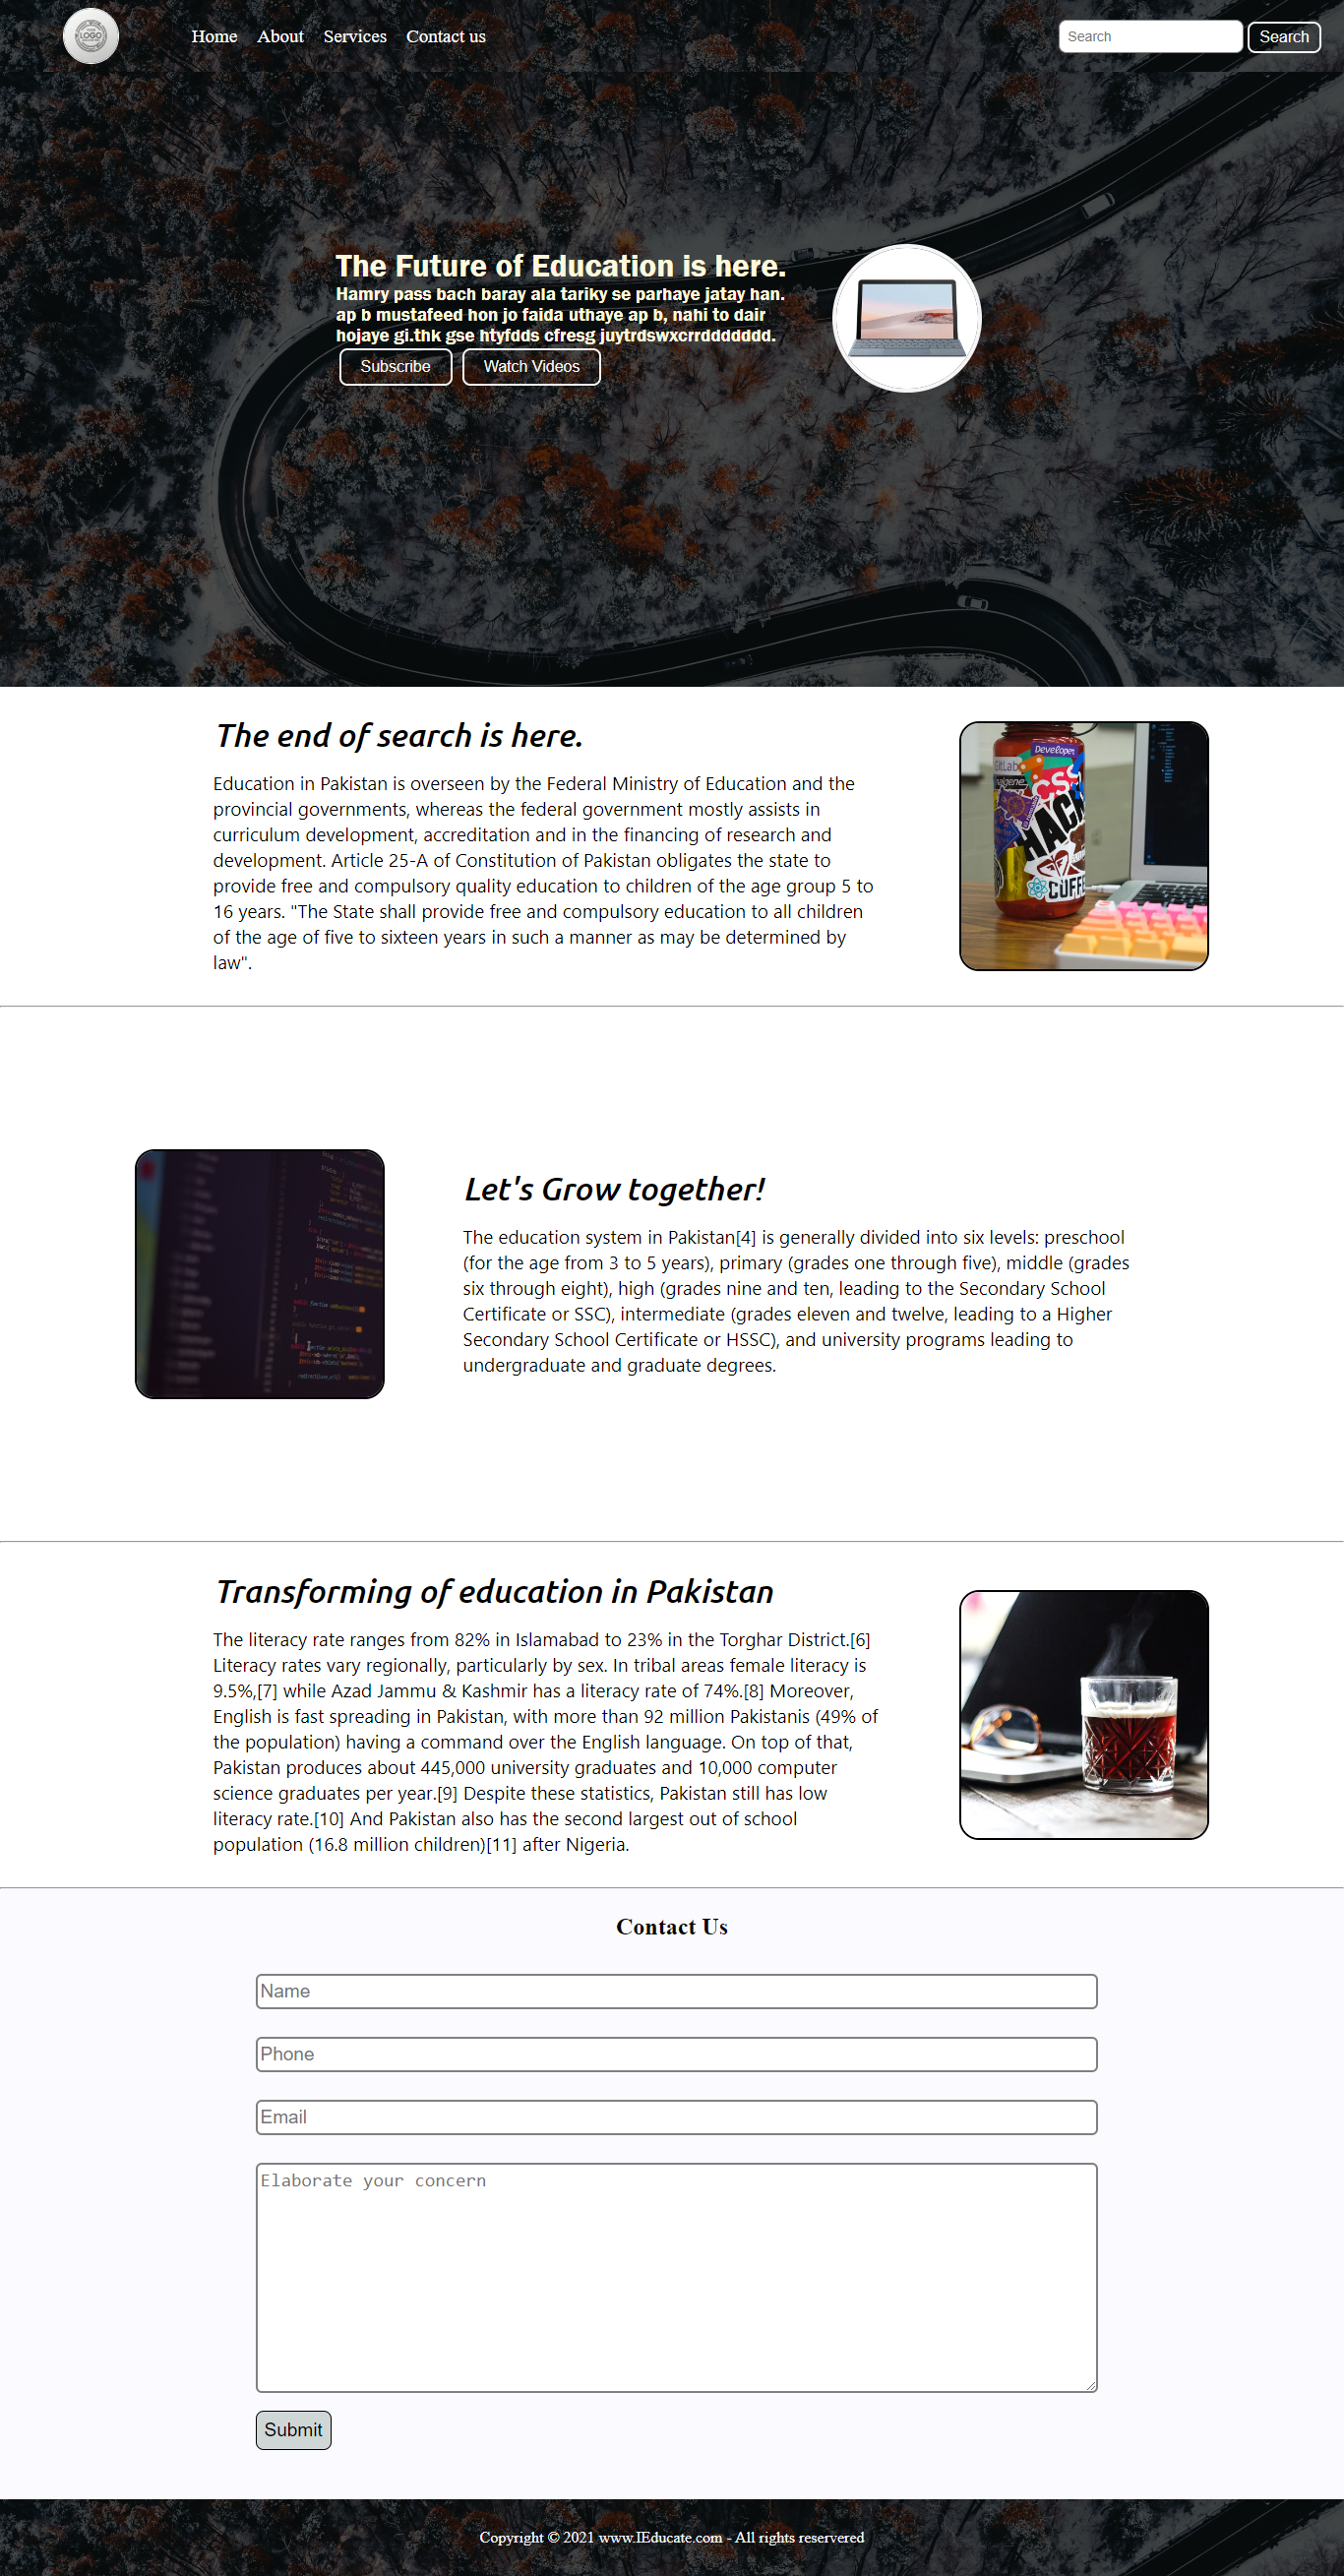 LOGO
Home About Services Contact us
Search
Search
The Future of Education is here.
Hamry pass bach baray ala tariky se parhaye jatay han.
ap b mustafeed hon jo faida uthaye ap b, nahi to dair
hojaye gi.thk gse htyfdds cfresg juytrdswxcrrddddddd.
Subscribe Watch Videos
The end of search is here.
Education in Pakistan is overseen by the Federal Ministry of Education and the
provincial governments, whereas the federal government mostly assists in
curriculum development, accreditation and in the financing of research and
development. Article 25-A of Constitution of Pakistan obligates the state to
provide free and compulsory quality education to children of the age group 5 to
16 years. "The State shall provide free and compulsory education to all children
of the age of five to sixteen years in such a manner as may be determined by
law".
Developer
GitLab
CSS
HACK
Let's Grow together!
The education system in Pakistan[4] is generally divided into six levels: preschool
(for the age from 3 to 5 years), primary (grades one through five), middle (grades
six through eight), high (grades nine and ten, leading to the Secondary School
Certificate or SSC), intermediate (grades eleven and twelve, leading to a Higher
Secondary School Certificate or HSSC), and university programs leading to
undergraduate and graduate degrees.
Transforming of education in Pakistan
The literacy rate ranges from 82% in Islamabad to 23% in the Torghar District.[6]
Literacy rates vary regionally, particularly by sex. In tribal areas female literacy is
9.5%,[7] while Azad Jammu & Kashmir has a literacy rate of 74%.[8] Moreover,
English is fast spreading in Pakistan, with more than 92 million Pakistanis (49% of
the population) having a command over the English language. On top of that,
Pakistan produces about 445,000 university graduates and 10,000 computer
science graduates per year.[9] Despite these statistics, Pakistan still has low
literacy rate.[10] And Pakistan also has the second largest out of school
population (16.8 million children)[11] after Nigeria.
Contact Us
Name
Phone
Email
Elaborate your concern
Submit
Copyright © 2021 www.IEducate.com - All rights reservered